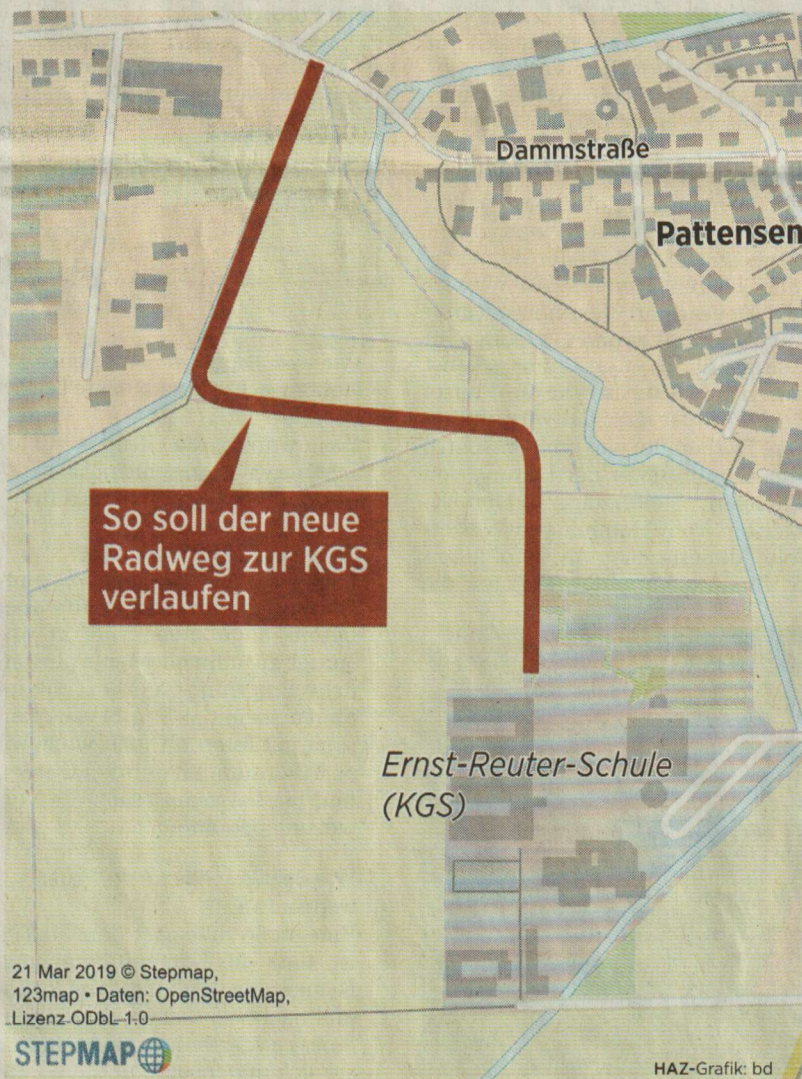 Dammstraße
Pattensen
So soll der neue
Radweg zur KGS
verlaufen
Ernst-Reuter-Schule
(KGS)
21 Mar 2019 © Stepmap,
123map • Daten: OpenStreetMap,
Lizenz ODbL 1.0
STEPMAP
HAZ-Grafik: bd